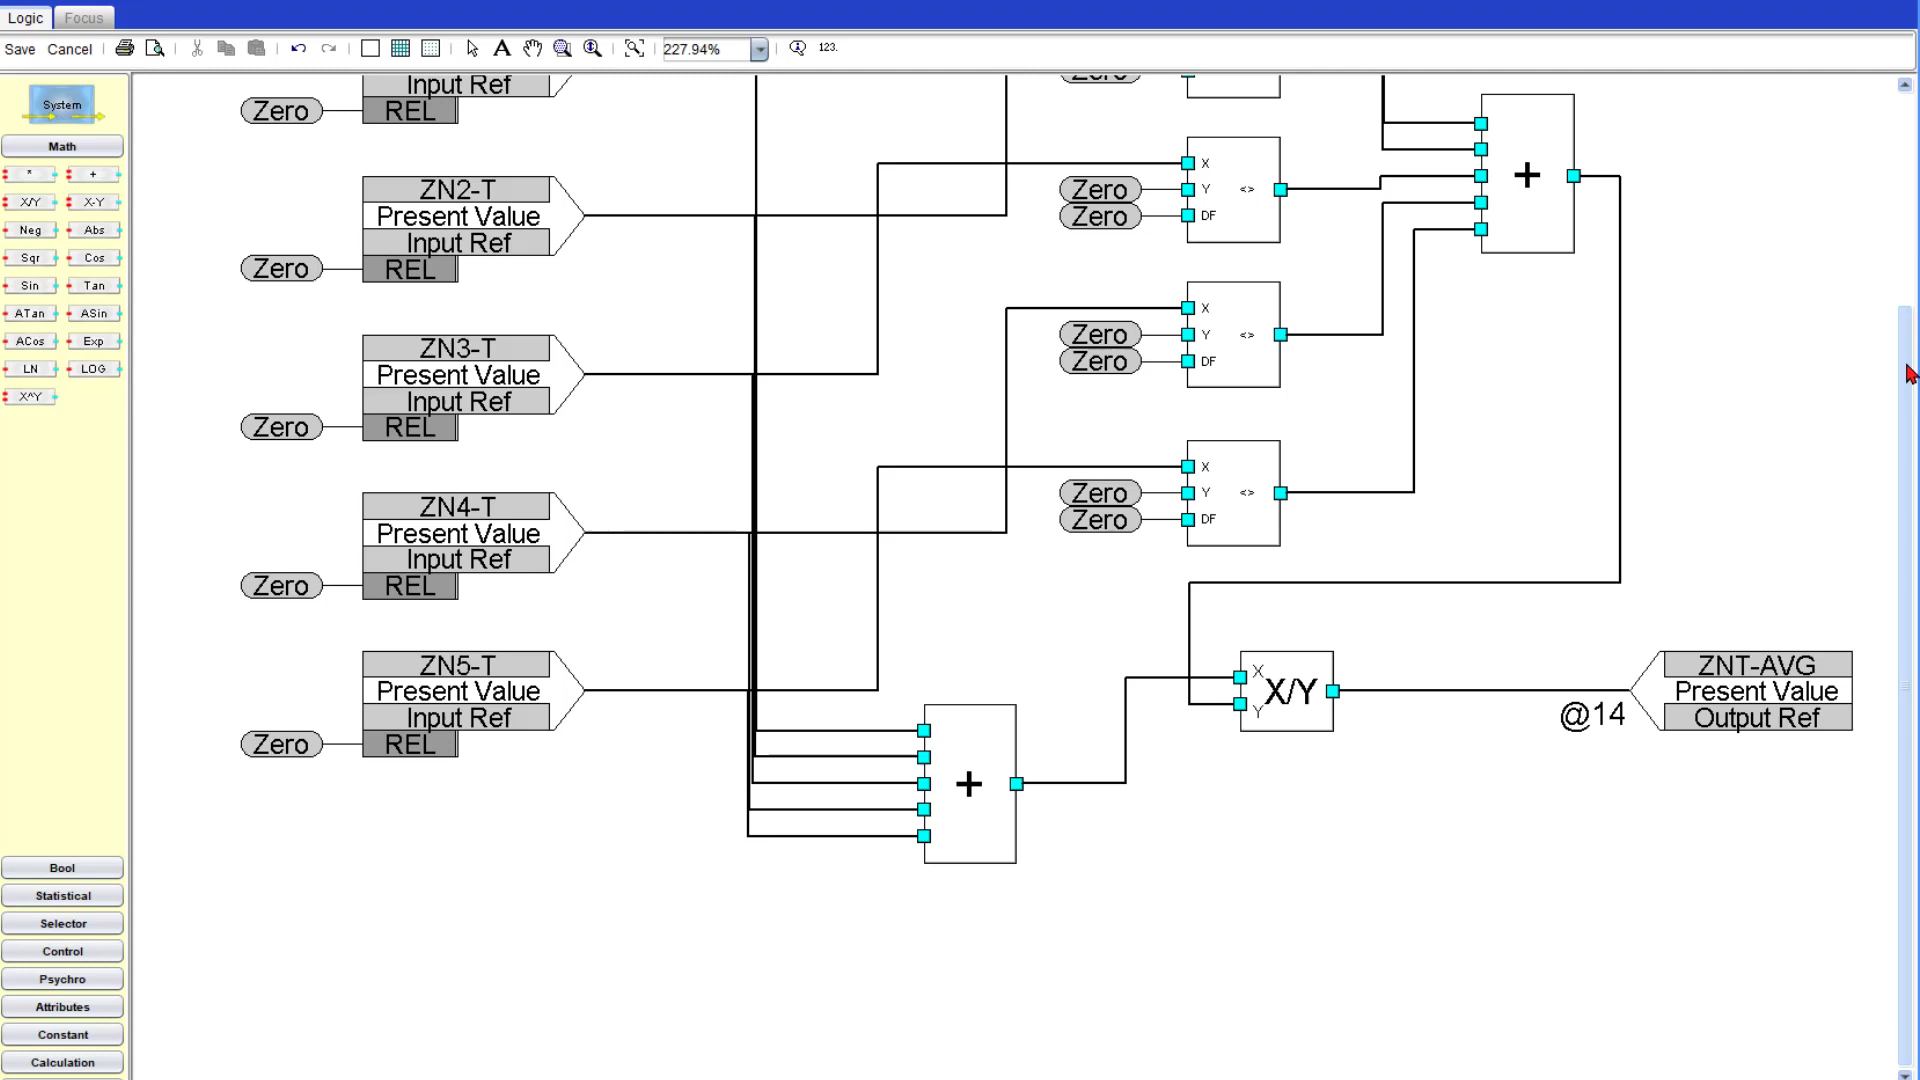 Logic Focus
Save Cancel A 227.94% 123.
System
Math
* +
X/Y X-Y
Neg Abs
Sqr Cos
Sin Tan
ATan ASin
ACos Exp
LN LOG
X^Y
Bool
Statistical
Selector
Control
Psychro
Attributes
Constant
Calculation
Input Ref
Zero REL
ZN2-T
Present Value
Input Ref
Zero REL
ZN3-T
Present Value
Input Ref
Zero REL
ZN4-T
Present Value
Input Ref
Zero REL
ZN5-T
Present Value
Input Ref
Zero REL
Zero
X
Zero Y <>
Zero DF
X
Zero Y <>
Zero DF
X
Zero Y <>
Zero DF
+
+
X
X/Y
Y
@14
ZNT-AVG
Present Value
Output Ref